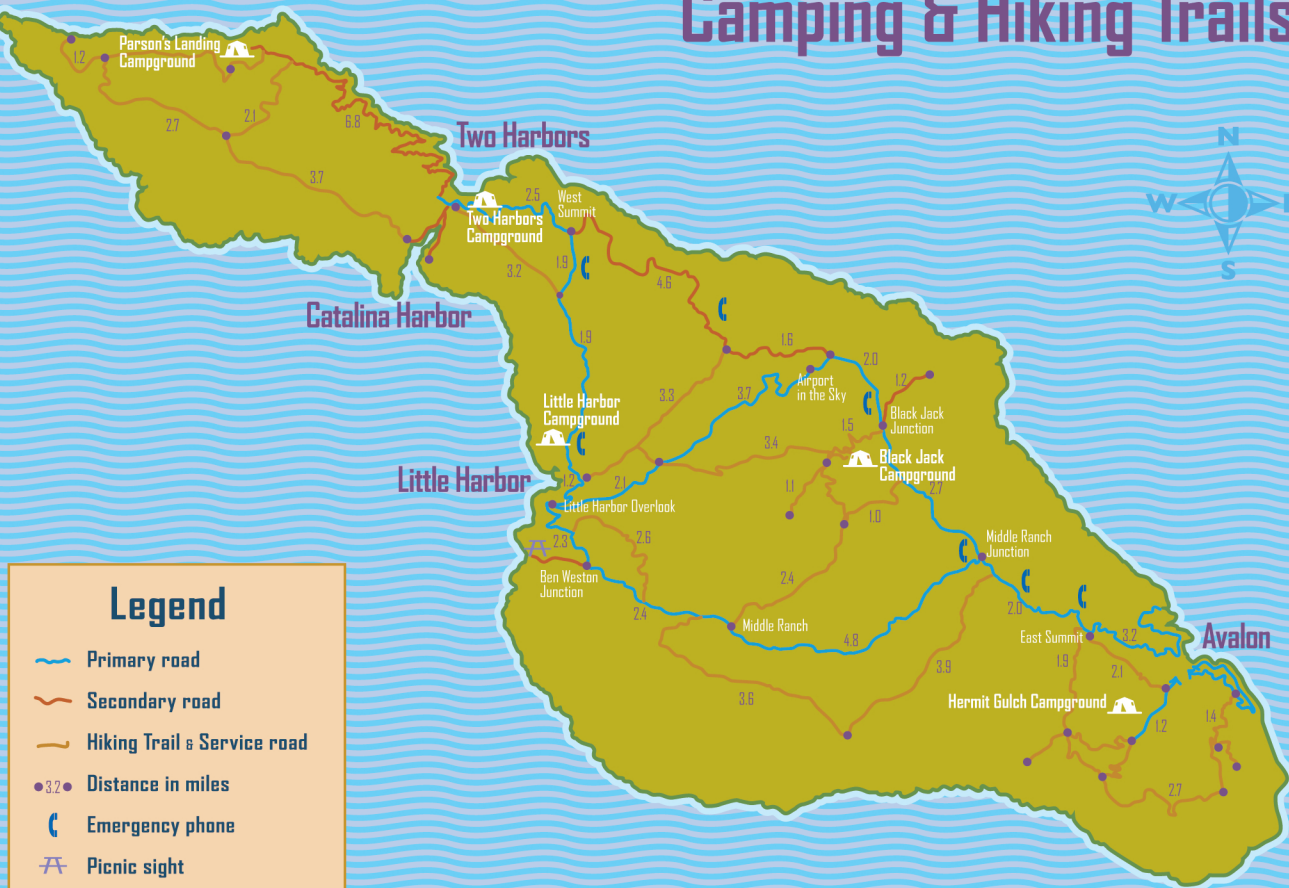 Camping & Hiking Trails
Parson's Landing
Campground
1.2
2.7
2.1
6.8
3.7
Two Harbors
N
W
S
2.5
West
Summit
Two Harbors
Campground
3.2
1.9
4.6
Catalina Harbor
1.9
1.6
2.0
3.3
3.7
Airport
in the Sky
1.2
Little Harbor
Campground
Black Jack
Junction
1.5
3.4
Black Jack
Campground
Little Harbor
1.2
2.1
1.1
2.7
Little Harbor Overlook
1.0
2.3
2.6
Middle Ranch
Junction
Ben Weston
Junction
2.4
2.4
2.0
Middle Ranch
4.8
East Summit
3.2
Avalon
3.9
1.9
2.1
3.6
Hermit Gulch Campground
1.2
1.4
2.7
Legend
Primary road
Secondary road
Hiking Trail & Service road
3.2 Distance in miles
Emergency phone
Picnic sight